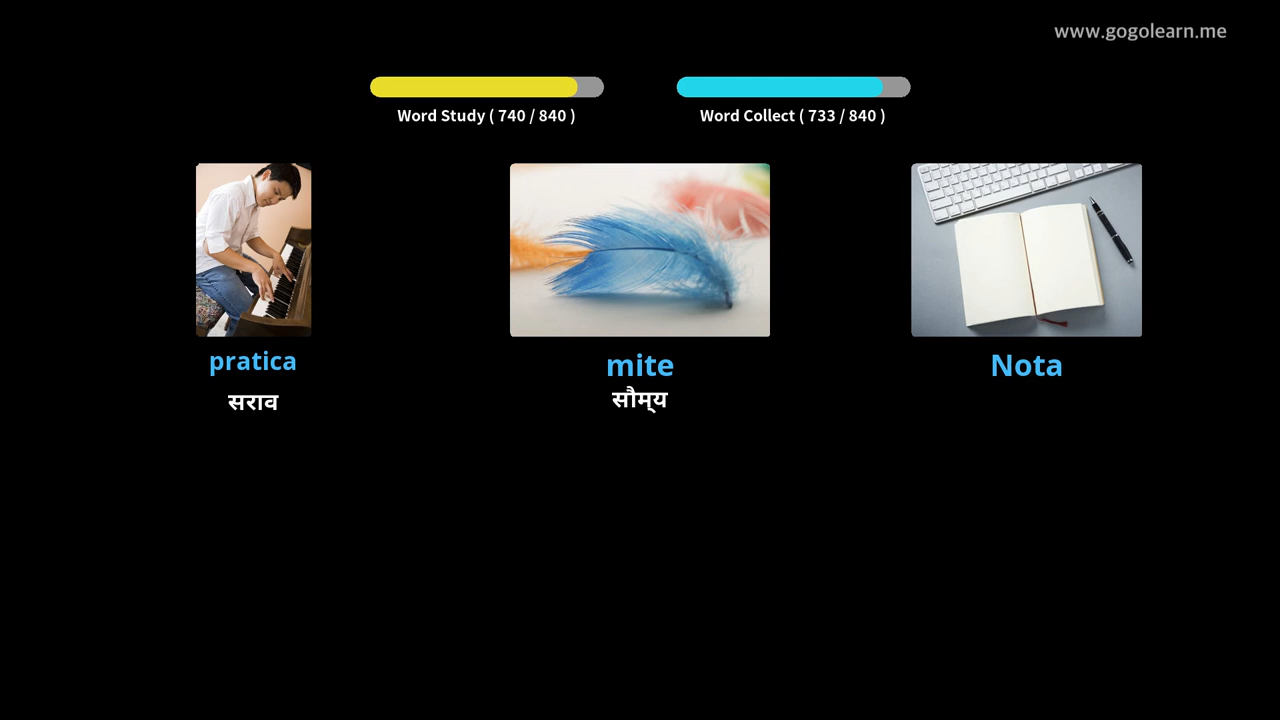 www.gogolearn.me
Word Study ( 740 / 840 )
Word Collect ( 733 / 840 )
pratica
सराव
mite
सौम्य
Nota